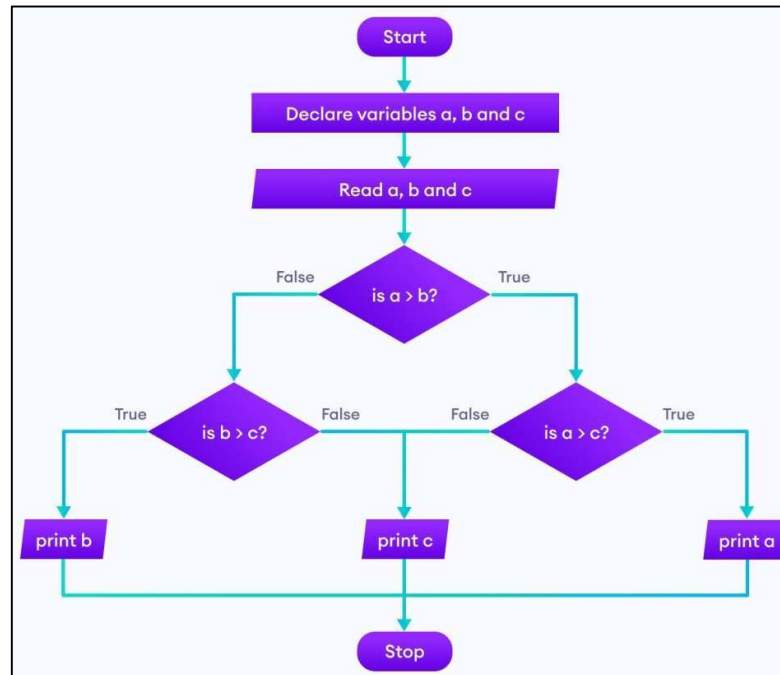 Start
Declare variables a, b and c
Read a, b and c
False
True
is a > b?
True
False
False
True
is b > c?
is a > c?
print b
print c
print a
Stop